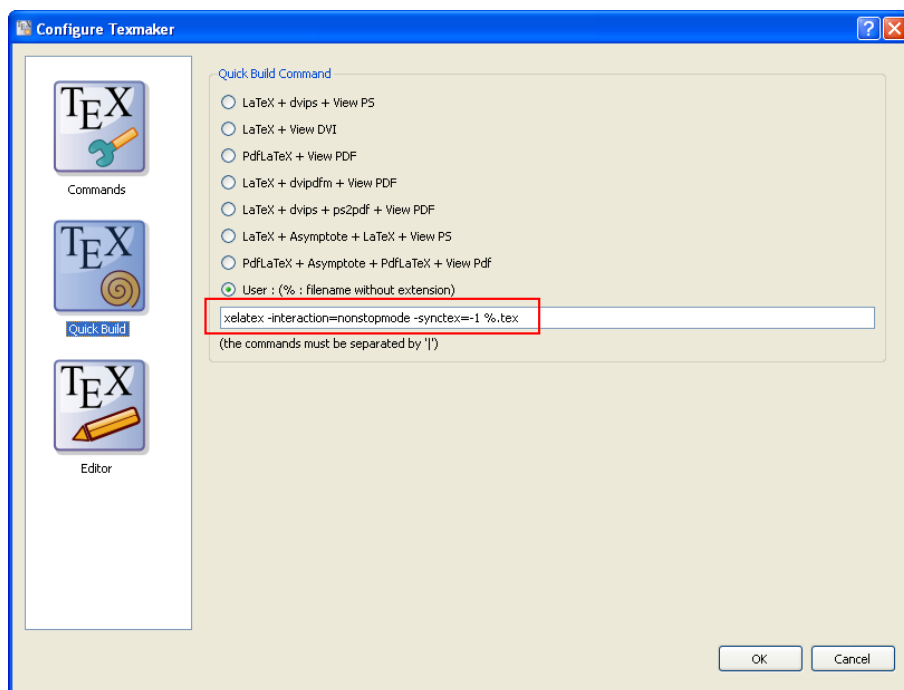 Configure Texmaker
TEX
Commands
TEX
Quick Build
TEX
Editor
Quick Build Command
LaTeX + dvips + View PS
LaTeX + View DVI
PdfLaTeX + View PDF
LaTeX + dvipdfm + View PDF
LaTeX + dvips + ps2pdf + View PDF
LaTeX + Asymptote + LaTeX + View PS
PdfLaTeX + Asymptote + PdfLaTeX + View Pdf
User : (% : filename without extension)
xelatex -interaction=nonstopmode -synctex=-1 %.tex
(the commands must be separated by '|')
OK
Cancel